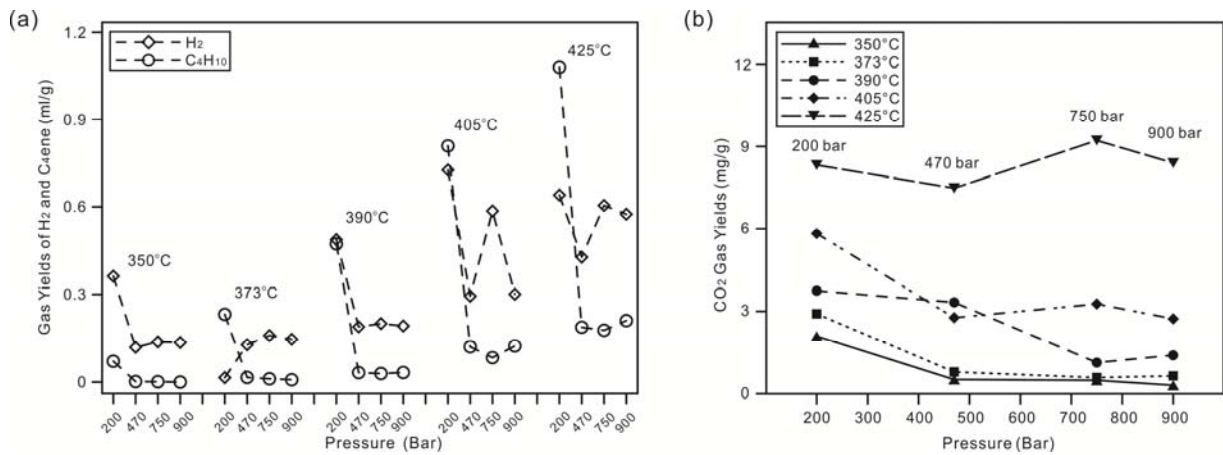 (a)
Gas Yields of H2 and C4ene (ml/g)
1.2
0.9
0.6
0.3
0
H2
C4H10
350°C
373°C
390°C
405°C
425°C
200 470 750 900 200 470 750 900 200 470 750 900 200 470 750 900 200 470 750 900
Pressure (Bar)
(b)
CO2 Gas Yields (mg/g)
12
9
6
3
0
350°C
373°C
390°C
405°C
425°C
200 bar
470 bar
750 bar
900 bar
200 300 400 500 600 700 800 900
Pressure (Bar)